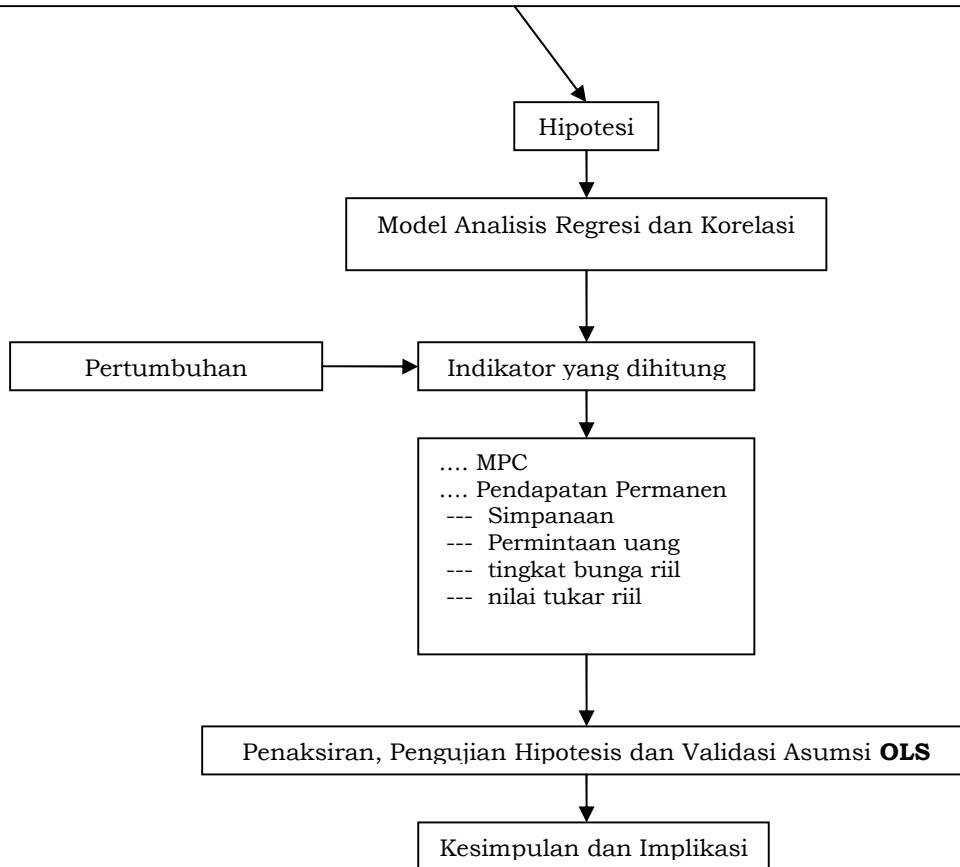 Hipotesi
Model Analisis Regresi dan Korelasi
Pertumbuhan
Indikator yang dihitung
.... MPC
.... Pendapatan Permanen
--- Simpanaan
--- Permintaan uang
--- tingkat bunga riil
--- nilai tukar riil
Penaksiran, Pengujian Hipotesis dan Validasi Asumsi OLS
Kesimpulan dan Implikasi